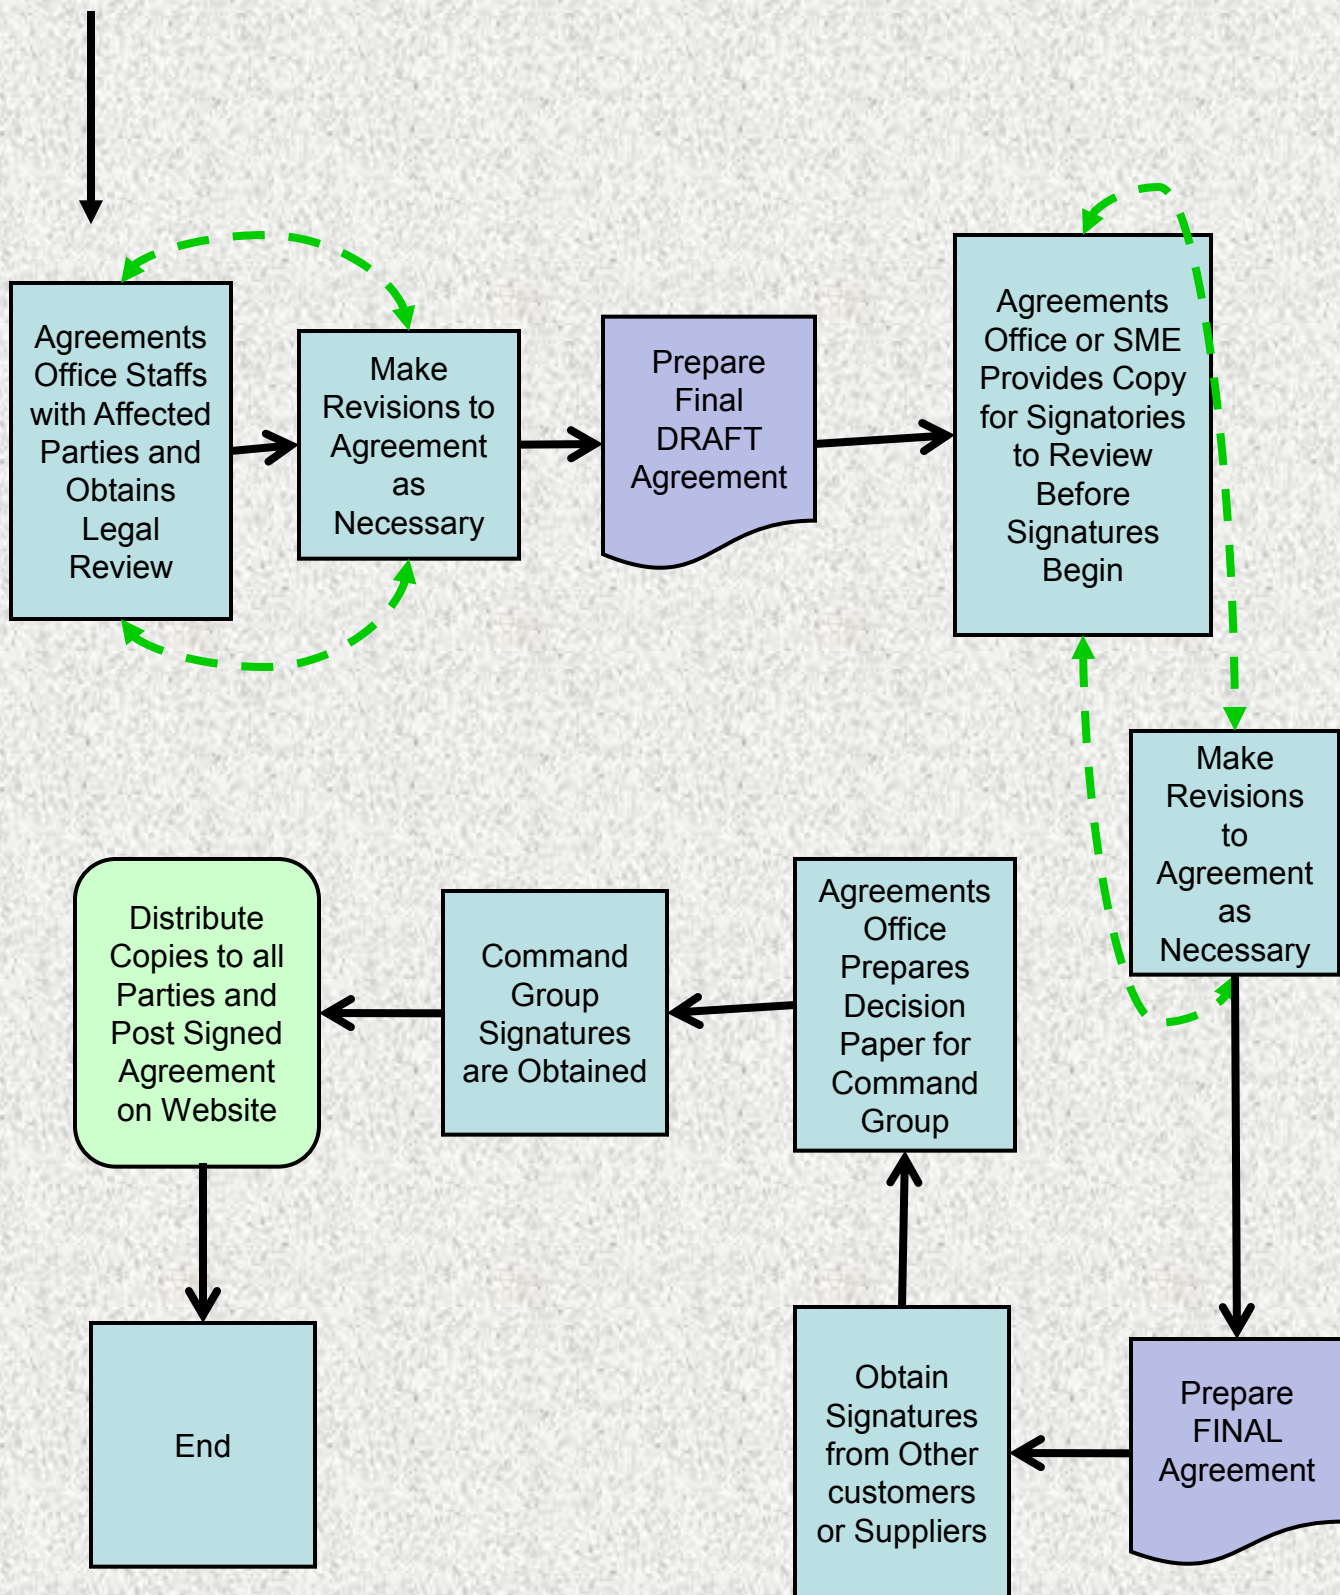 Agreements
Office Staffs
with Affected
Parties and
Obtains
Legal
Review
Make
Revisions to
Agreement
as
Necessary
Prepare
Final
DRAFT
Agreement
Agreements
Office or SME
Provides Copy
for Signatories
to Review
Before
Signatures
Begin
Make
Revisions
to
Agreement
as
Necessary
Prepare
FINAL
Agreement
Obtain
Signatures
from Other
customers
or Suppliers
Agreements
Office
Prepares
Decision
Paper for
Command
Group
Command
Group
Signatures
are Obtained
Distribute
Copies to all
Parties and
Post Signed
Agreement
on Website
End